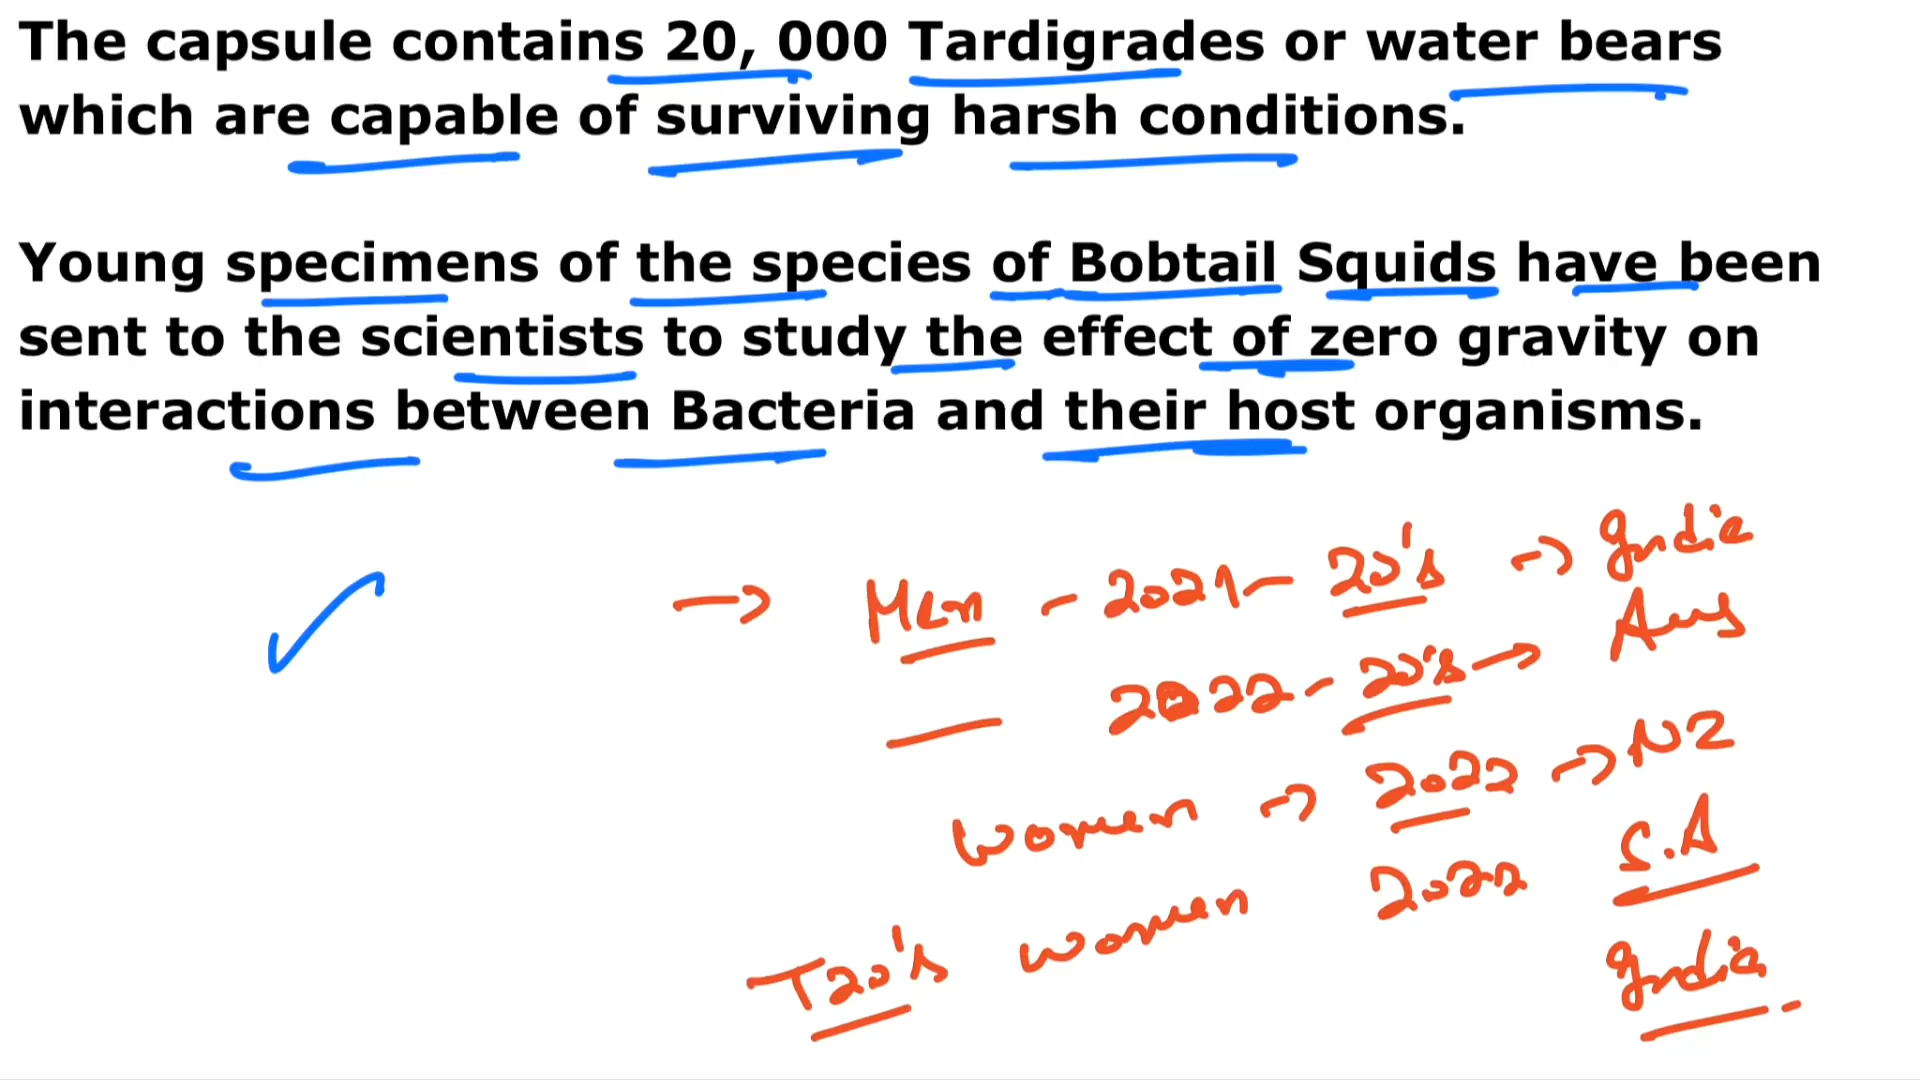 The capsule contains 20, 000 Tardigrades or water bears
which are capable of surviving harsh conditions.
Young specimens of the species of Bobtail Squids have been
sent to the scientists to study the effect of zero gravity on
interactions between Bacteria and their host organisms.
→ Men - 2021 - 20's → India
2022 - 20's → Aus
Women → 2022 → NZ
T20's women 2022 S.A
India